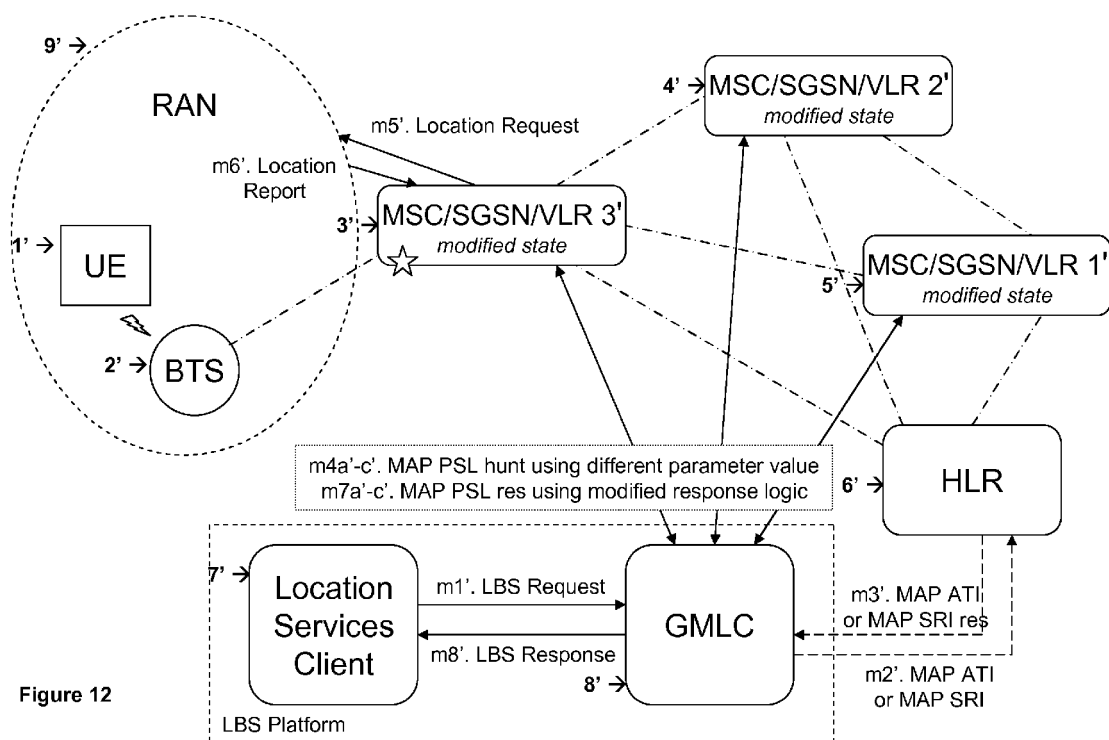 9'
RAN
4'
MSC/SGSN/VLR 2'
modified state
m5'. Location Request
m6'. Location
Report
3'
MSC/SGSN/VLR 3'
modified state
1'
UE
5'
MSC/SGSN/VLR 1'
modified state
2'
BTS
m4a'-c'. MAP PSL hunt using different parameter value
m7a'-c'. MAP PSL res using modified response logic
6'
HLR
7'
Location
Services
Client
m1'. LBS Request
m8'. LBS Response
GMLC
8'
m3'. MAP ATI
or MAP SRI res
m2'. MAP ATI
or MAP SRI
Figure 12
LBS Platform